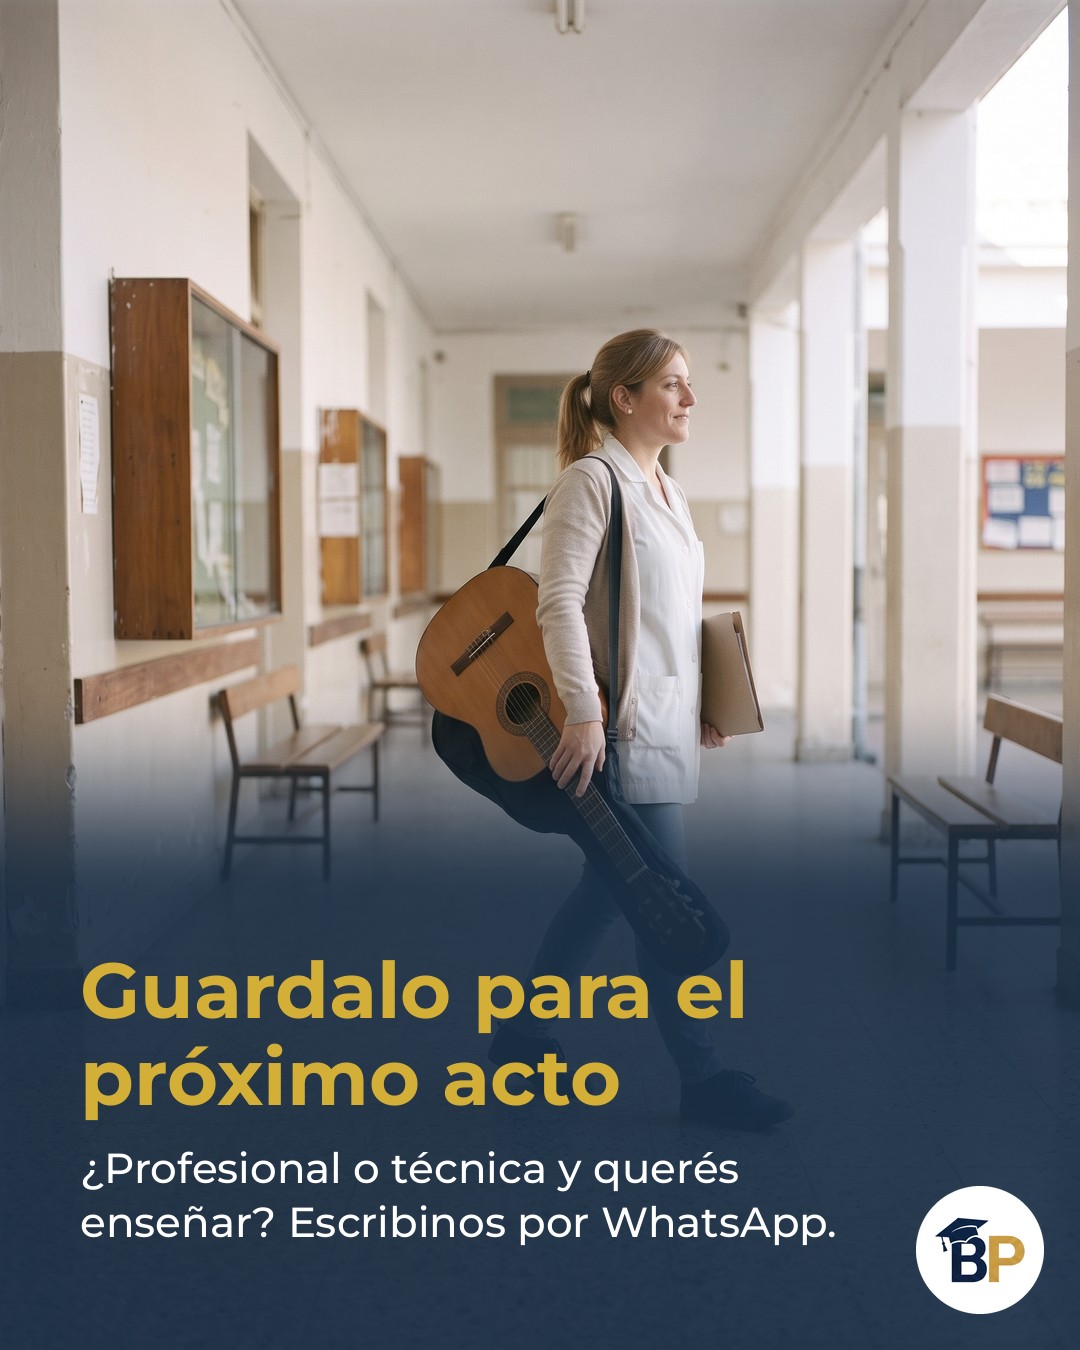 Guardalo para el
próximo acto
¿Profesional o técnica y querés
enseñar? Escribinos por WhatsApp.
BP